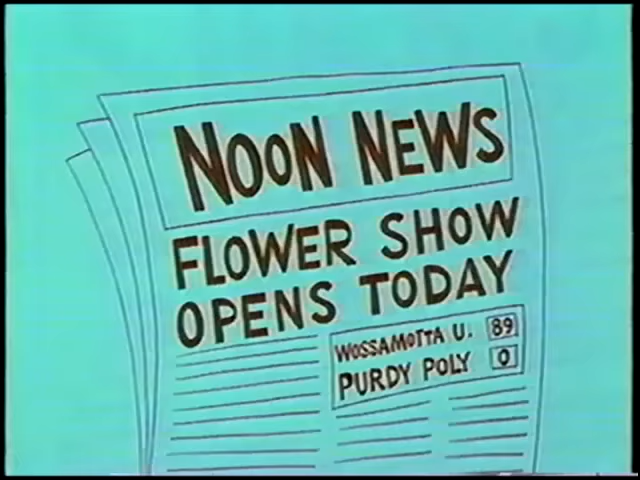 NOON NEWS
FLOWER SHOW
OPENS TODAY
WOSSAMOTTA U. 89
PURDY POLY 0